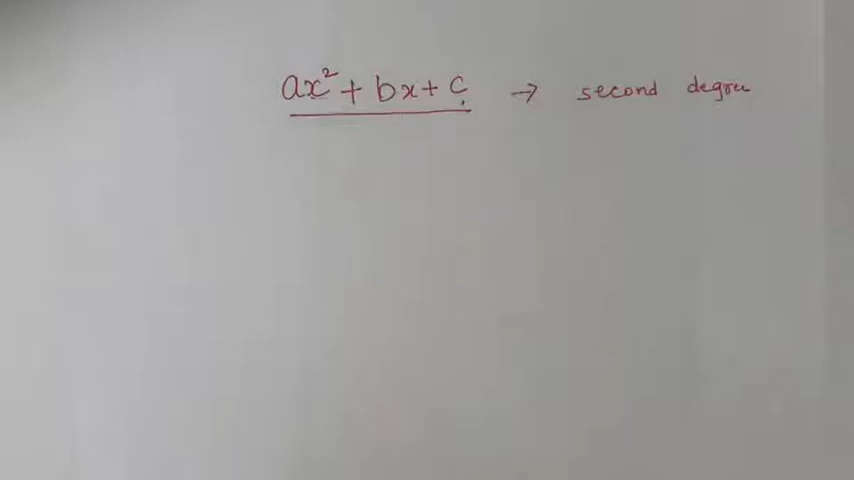 ax² + bx + c → second degree